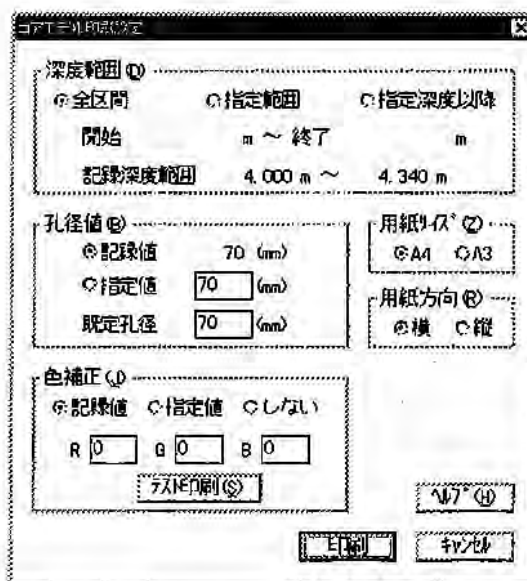 コアモデル印刷設定
深度範囲(D)
全区間 指定範囲 指定深度以降
開始 m ～ 終了 m
記録深度範囲 4.000 m ～ 4.340 m
孔径値(B)
記録値 70 (mm)
指定値 70 (mm)
既定孔径 70 (mm)
用紙ｻｲｽﾞ(Z)
A4 A3
用紙方向(R)
横 縦
色補正(J)
記録値 指定値 しない
R 0 G 0 B 0
ﾃｽﾄ印刷(S)
ﾍﾙﾌﾟ(H)
印刷 ｷｬﾝｾﾙ